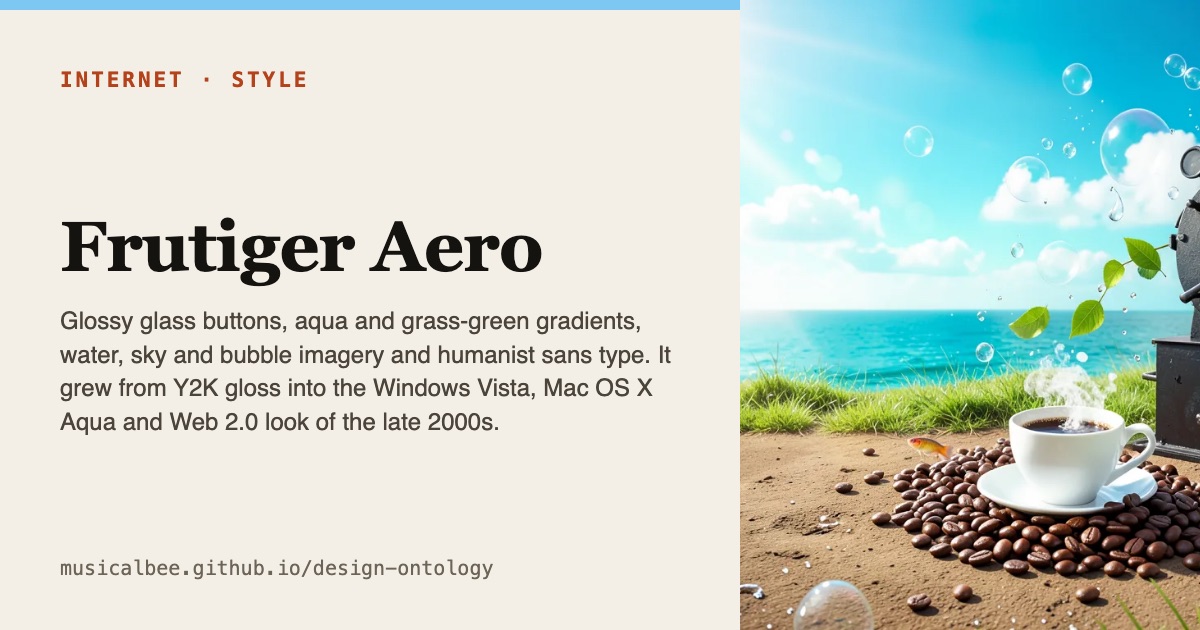 INTERNET · STYLE
Frutiger Aero
Glossy glass buttons, aqua and grass-green gradients,
water, sky and bubble imagery and humanist sans type. It
grew from Y2K gloss into the Windows Vista, Mac OS X
Aqua and Web 2.0 look of the late 2000s.
musicalbee.github.io/design-ontology